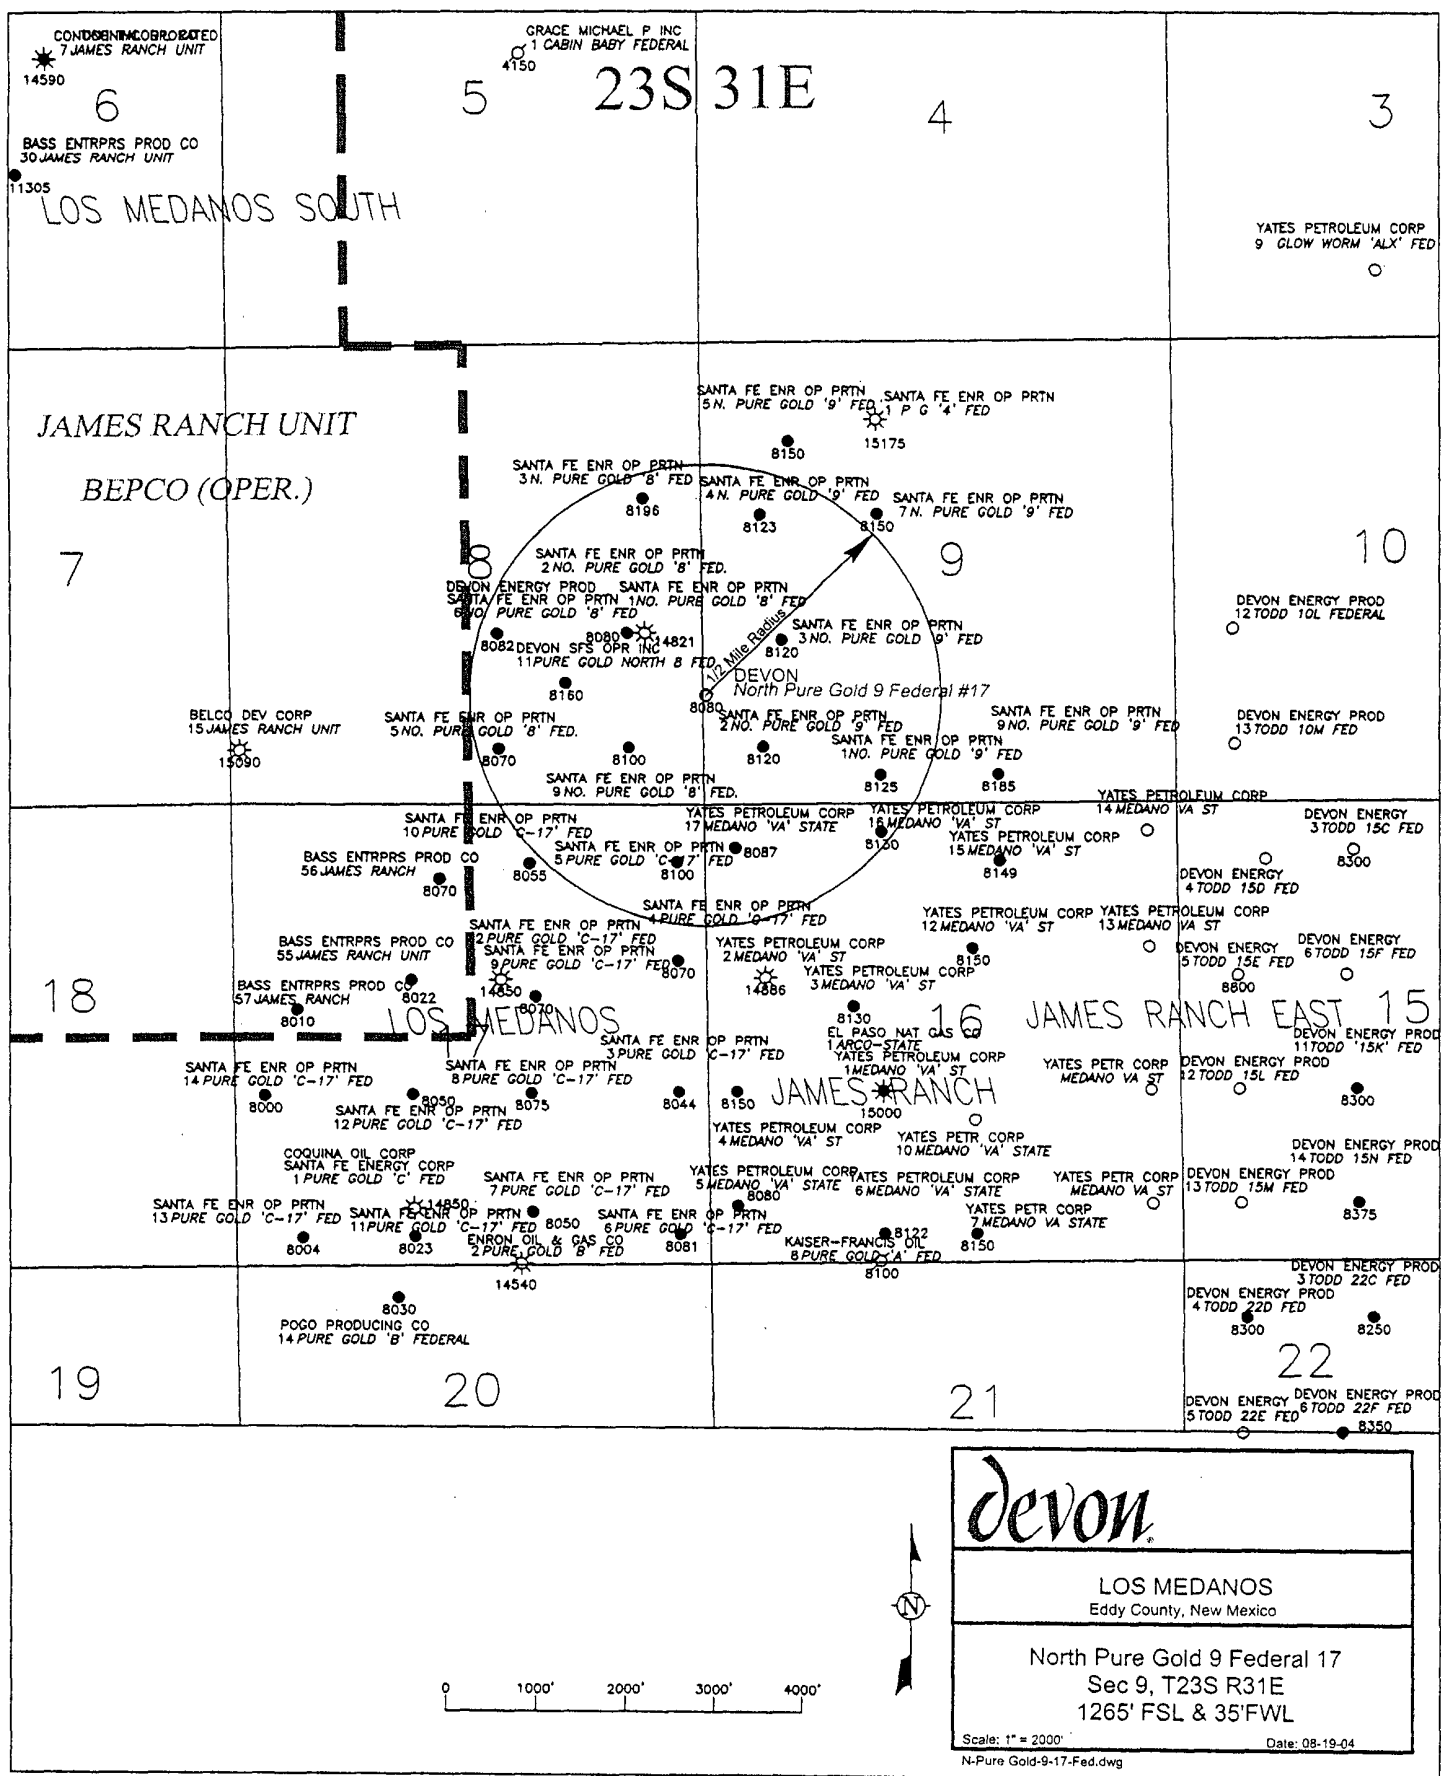 7 JAMES RANCH UNIT
14590
6
BASS ENTRPRS PROD CO
30 JAMES RANCH UNIT
11305
LOS MEDANOS SOUTH
GRACE MICHAEL P INC
1 CABIN BABY FEDERAL
4150
5
23S 31E
4
3
YATES PETROLEUM CORP
9 GLOW WORM 'ALX' FED
JAMES RANCH UNIT
BEPCO (OPER.)
7
8
9
10
SANTA FE ENR OP PRTN
5 N. PURE GOLD '9' FED
8150
SANTA FE ENR OP PRTN
1 P G '4' FED
15175
SANTA FE ENR OP PRTN
3 N. PURE GOLD '8' FED
8196
SANTA FE ENR OP PRTN
4 N. PURE GOLD '9' FED
8123
SANTA FE ENR OP PRTN
7 N. PURE GOLD '9' FED
8150
SANTA FE ENR OP PRTN
2 NO. PURE GOLD '8' FED.
8080
DEVON ENERGY PROD
SANTA FE ENR OP PRTN
6 NO. PURE GOLD '8' FED
8082
SANTA FE ENR OP PRTN
1 NO. PURE GOLD '8' FED
14821
DEVON SFS OPR INC
11 PURE GOLD NORTH 8 FED
8160
SANTA FE ENR OP PRTN
3 NO. PURE GOLD '9' FED
8120
1/2 Mile Radius
DEVON
North Pure Gold 9 Federal #17
8080
DEVON ENERGY PROD
12 TODD 10L FEDERAL
DEVON ENERGY PROD
13 TODD 10M FED
BELCO DEV CORP
15 JAMES RANCH UNIT
15090
SANTA FE ENR OP PRTN
5 NO. PURE GOLD '8' FED.
8070
8100
SANTA FE ENR OP PRTN
9 NO. PURE GOLD '8' FED.
SANTA FE ENR OP PRTN
2 NO. PURE GOLD '9' FED
8120
SANTA FE ENR OP PRTN
1 NO. PURE GOLD '9' FED
8125
SANTA FE ENR OP PRTN
9 NO. PURE GOLD '9' FED
8185
SANTA FE ENR OP PRTN
10 PURE GOLD 'C-17' FED
8055
SANTA FE ENR OP PRTN
5 PURE GOLD 'C-17' FED
8100
YATES PETROLEUM CORP
17 MEDANO 'VA' STATE
8087
YATES PETROLEUM CORP
16 MEDANO 'VA' ST
8130
YATES PETROLEUM CORP
15 MEDANO 'VA' ST
8149
YATES PETROLEUM CORP
14 MEDANO VA ST
DEVON ENERGY
3 TODD 15C FED
8300
DEVON ENERGY
4 TODD 15D FED
BASS ENTRPRS PROD CO
56 JAMES RANCH
8070
SANTA FE ENR OP PRTN
4 PURE GOLD 'C-17' FED
8070
SANTA FE ENR OP PRTN
2 PURE GOLD 'C-17' FED
14850
SANTA FE ENR OP PRTN
9 PURE GOLD 'C-17' FED
8070
BASS ENTRPRS PROD CO
55 JAMES RANCH UNIT
8022
BASS ENTRPRS PROD CO
57 JAMES RANCH
8010
YATES PETROLEUM CORP
2 MEDANO 'VA' ST
14886
YATES PETROLEUM CORP
3 MEDANO 'VA' ST
8130
YATES PETROLEUM CORP
12 MEDANO 'VA' ST
8150
YATES PETROLEUM CORP
13 MEDANO VA ST
DEVON ENERGY
5 TODD 15E FED
DEVON ENERGY
6 TODD 15F FED
18
LOS MEDANOS
17
16
JAMES RANCH EAST
15
EL PASO NAT GAS CO
1 ARCO-STATE
YATES PETROLEUM CORP
1 MEDANO 'VA' ST
JAMES RANCH
15000
SANTA FE ENR OP PRTN
14 PURE GOLD 'C-17' FED
8000
8050
SANTA FE ENR OP PRTN
12 PURE GOLD 'C-17' FED
SANTA FE ENR OP PRTN
8 PURE GOLD 'C-17' FED
8075
SANTA FE ENR OP PRTN
3 PURE GOLD 'C-17' FED
8044
8150
YATES PETROLEUM CORP
4 MEDANO 'VA' ST
YATES PETR CORP
10 MEDANO 'VA' STATE
YATES PETR CORP
MEDANO VA ST
DEVON ENERGY PROD
12 TODD 15L FED
DEVON ENERGY PROD
11 TODD '15K' FED
8300
COQUINA OIL CORP
SANTA FE ENERGY CORP
1 PURE GOLD 'C' FED
14850
SANTA FE ENR OP PRTN
13 PURE GOLD 'C-17' FED
8004
SANTA FE ENR OP PRTN
11 PURE GOLD 'C-17' FED
8023
SANTA FE ENR OP PRTN
7 PURE GOLD 'C-17' FED
8050
SANTA FE ENR OP PRTN
6 PURE GOLD 'C-17' FED
8081
ENRON OIL & GAS CO
2 PURE GOLD 'B' FED
14540
YATES PETROLEUM CORP
5 MEDANO 'VA' STATE
8080
YATES PETROLEUM CORP
6 MEDANO 'VA' STATE
8122
YATES PETR CORP
7 MEDANO VA STATE
8150
KAISER-FRANCIS OIL
8 PURE GOLD 'A' FED
8100
YATES PETR CORP
MEDANO VA ST
DEVON ENERGY PROD
13 TODD 15M FED
DEVON ENERGY PROD
14 TODD 15N FED
8375
8030
POGO PRODUCING CO
14 PURE GOLD 'B' FEDERAL
19
20
21
22
DEVON ENERGY PROD
3 TODD 22C FED
8250
DEVON ENERGY PROD
4 TODD 22D FED
8300
DEVON ENERGY
5 TODD 22E FED
DEVON ENERGY PROD
6 TODD 22F FED
8350
N
0 1000' 2000' 3000' 4000'
devon
LOS MEDANOS
Eddy County, New Mexico
North Pure Gold 9 Federal 17
Sec 9, T23S R31E
1265' FSL & 35'FWL
Scale: 1" = 2000'
Date: 08-19-04
N-Pure Gold-9-17-Fed.dwg